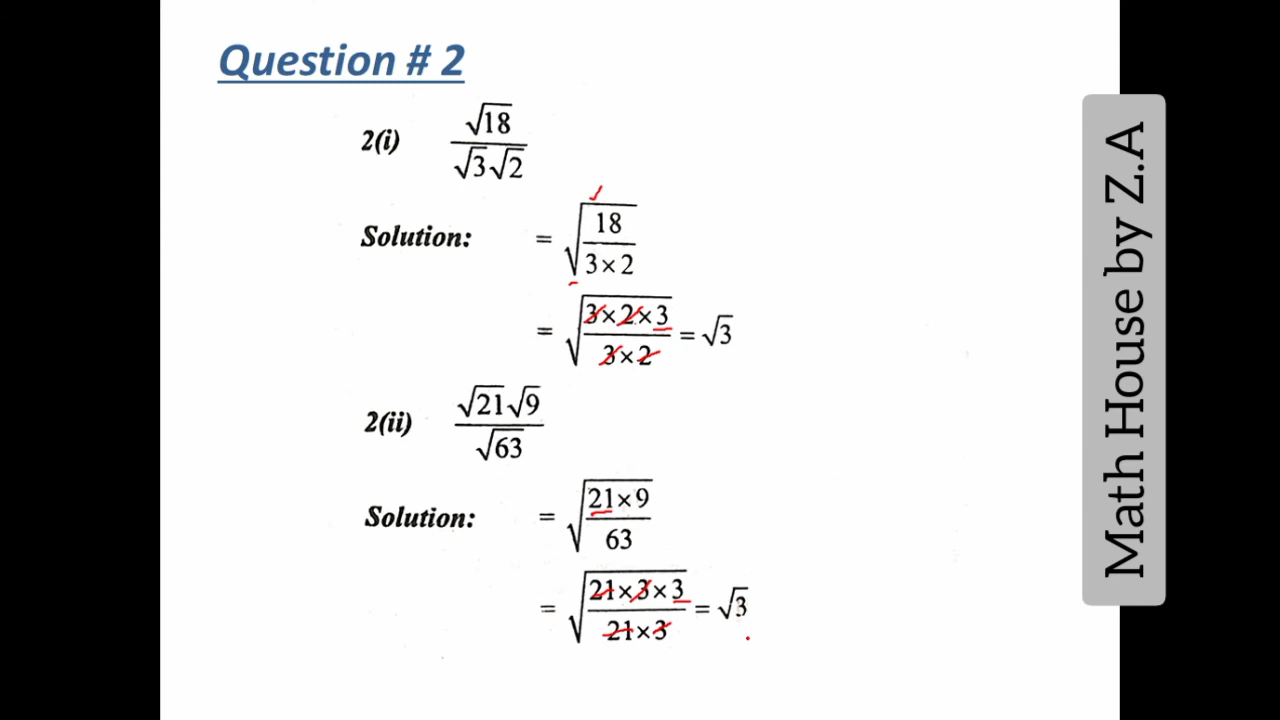 Question # 2
2(i) √18 / √3√2
Solution: = √(18 / 3×2)
= √(3×2×3 / 3×2) = √3
2(ii) √21√9 / √63
Solution: = √(21×9 / 63)
= √(21×3×3 / 21×3) = √3
Math House by Z.A